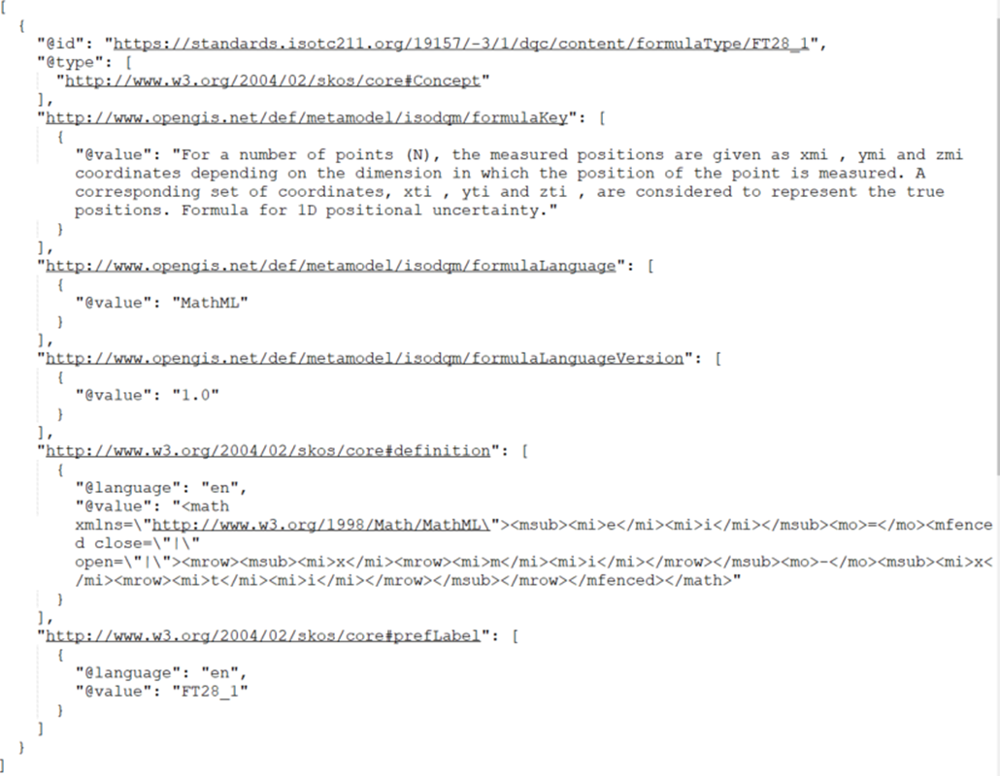 [
{
"@id": "https://standards.isotc211.org/19157/-3/1/dqc/content/formulaType/FT28_1",
"@type": [
"http://www.w3.org/2004/02/skos/core#Concept"
],
"http://www.opengis.net/def/metamodel/isodqm/formulaKey": [
{
"@value": "For a number of points (N), the measured positions are given as xmi , ymi and zmi
coordinates depending on the dimension in which the position of the point is measured. A
corresponding set of coordinates, xti , yti and zti , are considered to represent the true
positions. Formula for 1D positional uncertainty."
}
],
"http://www.opengis.net/def/metamodel/isodqm/formulaLanguage": [
{
"@value": "MathML"
}
],
"http://www.opengis.net/def/metamodel/isodqm/formulaLanguageVersion": [
{
"@value": "1.0"
}
],
"http://www.w3.org/2004/02/skos/core#definition": [
{
"@language": "en",
"@value": "<math
xmlns=\"http://www.w3.org/1998/Math/MathML\"><msub><mi>e</mi><mi>i</mi></msub><mo>=</mo><mfence
d close=\"|\"
open=\"|\"><mrow><msub><mi>x</mi><mrow><mi>m</mi><mi>i</mi></mrow></msub><mo>-</mo><msub><mi>x<
/mi><mrow><mi>t</mi><mi>i</mi></mrow></msub></mrow></mfenced></math>"
}
],
"http://www.w3.org/2004/02/skos/core#prefLabel": [
{
"@language": "en",
"@value": "FT28_1"
}
]
}
]